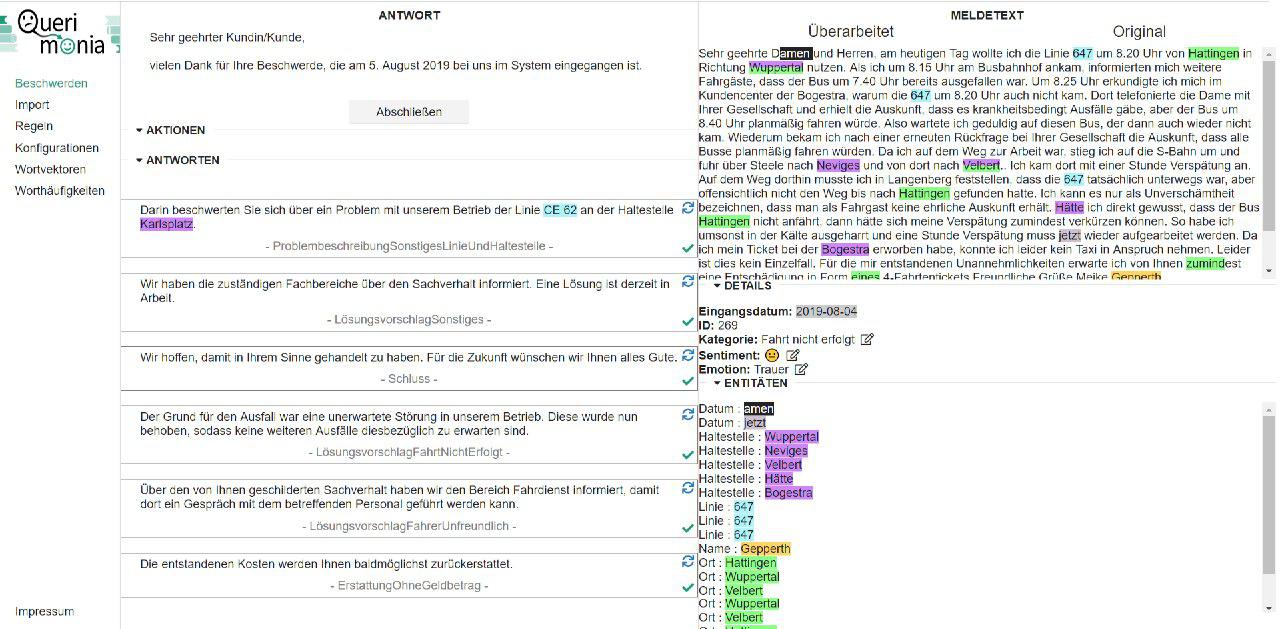 Queri
monia
Beschwerden
Import
Regeln
Konfigurationen
Wortvektoren
Worthäufigkeiten
Impressum
ANTWORT
Sehr geehrter Kundin/Kunde,
vielen Dank für Ihre Beschwerde, die am 5. August 2019 bei uns im System eingegangen ist.
Abschließen
AKTIONEN
ANTWORTEN
Darin beschwerten Sie sich über ein Problem mit unserem Betrieb der Linie CE 62 an der Haltestelle
Karlsplatz.
- ProblembeschreibungSonstigesLinieUndHaltestelle -
Wir haben die zuständigen Fachbereiche über den Sachverhalt informiert. Eine Lösung ist derzeit in
Arbeit.
- LösungsvorschlagSonstiges -
Wir hoffen, damit in Ihrem Sinne gehandelt zu haben. Für die Zukunft wünschen wir Ihnen alles Gute.
- Schluss -
Der Grund für den Ausfall war eine unerwartete Störung in unserem Betrieb. Diese wurde nun
behoben, sodass keine weiteren Ausfälle diesbezüglich zu erwarten sind.
- LösungsvorschlagFahrtNichtErfolgt -
Über den von Ihnen geschilderten Sachverhalt haben wir den Bereich Fahrdienst informiert, damit
dort ein Gespräch mit dem betreffenden Personal geführt werden kann.
- LösungsvorschlagFahrerUnfreundlich -
Die entstandenen Kosten werden Ihnen baldmöglichst zurückerstattet.
- ErstattungOhneGeldbetrag -
MELDETEXT
Überarbeitet Original
Sehr geehrte Damen und Herren, am heutigen Tag wollte ich die Linie 647 um 8.20 Uhr von Hattingen in
Richtung Wuppertal nutzen. Als ich um 8.15 Uhr am Busbahnhof ankam, informierten mich weitere
Fahrgäste, dass der Bus um 7.40 Uhr bereits ausgefallen war. Um 8.25 Uhr erkundigte ich mich im
Kundencenter der Bogestra, warum die 647 um 8.20 Uhr auch nicht kam. Dort telefonierte die Dame mit
Ihrer Gesellschaft und erhielt die Auskunft, dass es krankheitsbedingt Ausfälle gäbe, aber der Bus um
8.40 Uhr planmäßig fahren würde. Also wartete ich geduldig auf diesen Bus, der dann auch wieder nicht
kam. Wiederum bekam ich nach einer erneuten Rückfrage bei Ihrer Gesellschaft die Auskunft, dass alle
Busse planmäßig fahren würden. Da ich auf dem Weg zur Arbeit war, stieg ich auf die S-Bahn um und
fuhr über Steele nach Neviges und von dort nach Velbert.. Ich kam dort mit einer Stunde Verspätung an.
Auf dem Weg dorthin musste ich in Langenberg feststellen, dass die 647 tatsächlich unterwegs war, aber
offensichtlich nicht den Weg bis nach Hattingen gefunden hatte. Ich kann es nur als Unverschämtheit
bezeichnen, dass man als Fahrgast keine ehrliche Auskunft erhält. Hätte ich direkt gewusst, dass der Bus
Hattingen nicht anfährt, dann hätte sich meine Verspätung zumindest verkürzen können. So habe ich
umsonst in der Kälte ausgeharrt und eine Stunde Verspätung muss jetzt wieder aufgearbeitet werden. Da
ich mein Ticket bei der Bogestra erworben habe, konnte ich leider kein Taxi in Anspruch nehmen. Leider
ist dies kein Einzelfall. Für die mir entstandenen Unannehmlichkeiten erwarte ich von Ihnen zumindest
eine Entschädigung in Form eines 4-Fahrtentickets Freundliche Grüße Meike Gepperth
DETAILS
Eingangsdatum: 2019-08-04
ID: 269
Kategorie: Fahrt nicht erfolgt
Sentiment:
Emotion: Trauer
ENTITÄTEN
Datum : amen
Datum : jetzt
Haltestelle : Wuppertal
Haltestelle : Neviges
Haltestelle : Velbert
Haltestelle : Hätte
Haltestelle : Bogestra
Linie : 647
Linie : 647
Linie : 647
Name : Gepperth
Ort : Hattingen
Ort : Wuppertal
Ort : Velbert
Ort : Wuppertal
Ort : Velbert